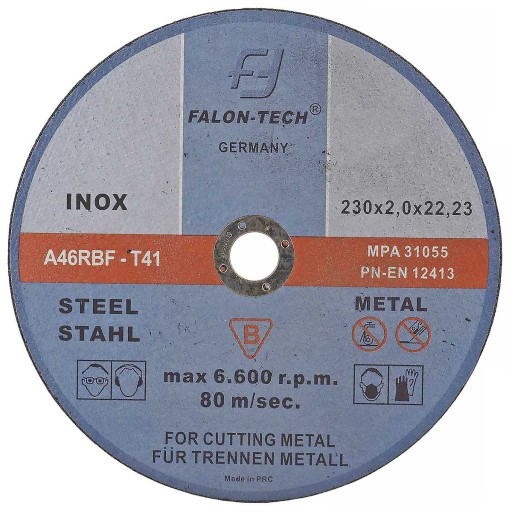 FALON-TECH®
GERMANY
INOX
230x2,0x22,23
A46RBF - T41
MPA 31055
PN-EN 12413
STEEL
STAHL
METAL
B
max 6.600 r.p.m.
80 m/sec.
FOR CUTTING METAL
FÜR TRENNEN METALL
Made in PRC